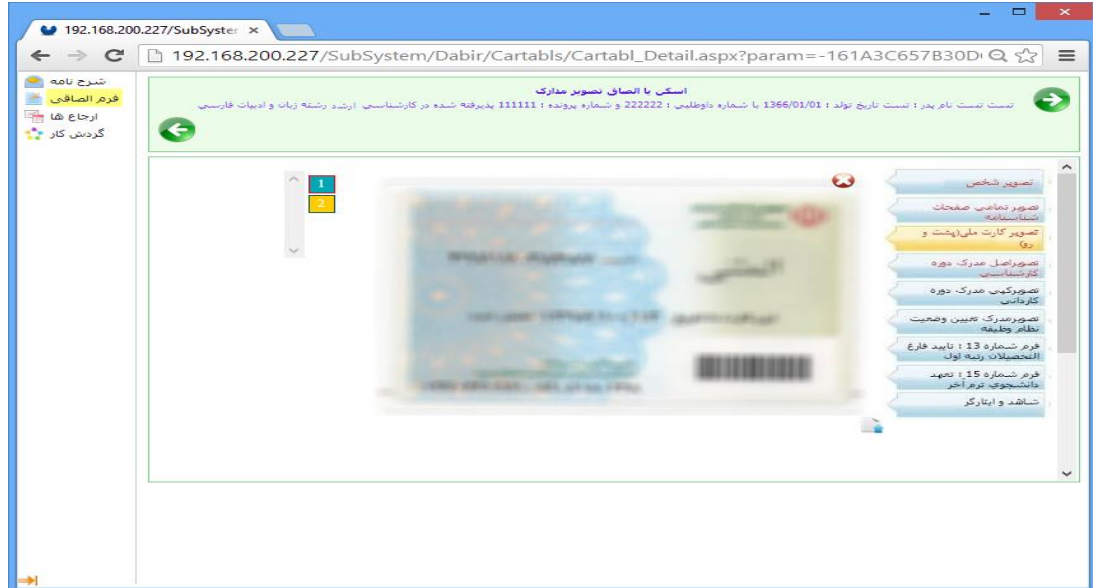 192.168.200.227/SubSyster
192.168.200.227/SubSystem/Dabir/Cartabls/Cartabl_Detail.aspx?param=-161A3C657B30D
شرح نامه
فرم الصاقی
ارجاع ها
گردش کار
اسکن یا الصاق تصویر مدارک
تست تست نام پدر : تست تاریخ تولد : 1366/01/01 با شماره داوطلبی : 222222 و شماره پرونده : 111111 پذیرفته شده در کارشناسی ارشد رشته زبان و ادبیات فارسی
1
2
تصویر شخص
تصویر تمامی صفحات
شناسنامه
تصویر کارت ملی(پشت و
رو)
تصویراصل مدرک دوره
کارشناسی
تصویرکپی مدرک دوره
کاردانی
تصویرمدرک تعیین وضعیت
نظام وظیفه
فرم شماره 13 : تایید فارغ
التحصیلان رتبه اول
فرم شماره 15 : تعهد
دانشجوی ترم آخر
شاهد و ایثارگر
المثنی